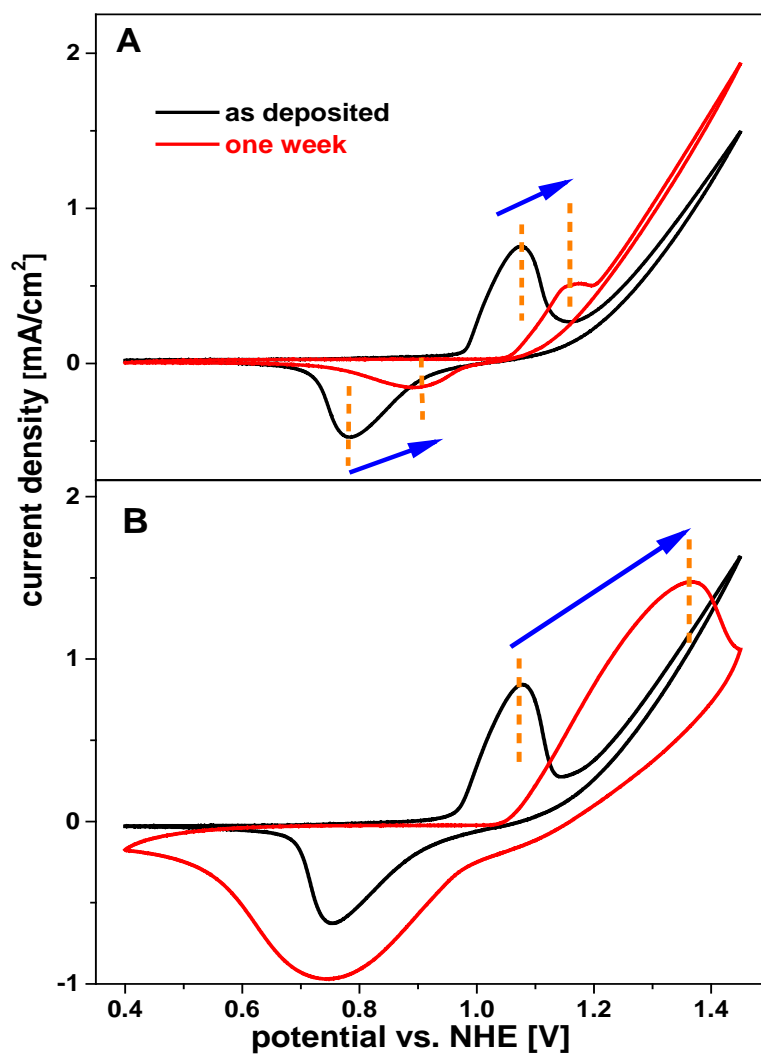 A
as deposited
one week
2
1
0
B
2
1
0
-1
0.4 0.6 0.8 1.0 1.2 1.4
current density [mA/cm²]
potential vs. NHE [V]